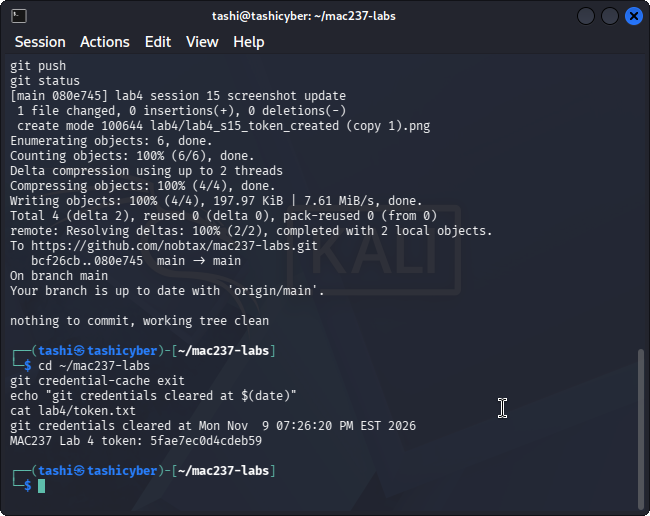 tashi@tashicyber: ~/mac237-labs
Session Actions Edit View Help
git push
git status
[main 080e745] lab4 session 15 screenshot update
 1 file changed, 0 insertions(+), 0 deletions(-)
 create mode 100644 lab4/lab4_s15_token_created (copy 1).png
Enumerating objects: 6, done.
Counting objects: 100% (6/6), done.
Delta compression using up to 2 threads
Compressing objects: 100% (4/4), done.
Writing objects: 100% (4/4), 197.97 KiB | 7.61 MiB/s, done.
Total 4 (delta 2), reused 0 (delta 0), pack-reused 0 (from 0)
remote: Resolving deltas: 100% (2/2), completed with 2 local objects.
To https://github.com/nobtax/mac237-labs.git
   bcf26cb..080e745  main → main
On branch main
Your branch is up to date with 'origin/main'.
nothing to commit, working tree clean
┌──(tashi㉿tashicyber)-[~/mac237-labs]
└─$ cd ~/mac237-labs
git credential-cache exit
echo "git credentials cleared at $(date)"
cat lab4/token.txt
git credentials cleared at Mon Nov  9 07:26:20 PM EST 2026
MAC237 Lab 4 token: 5fae7ec0d4cdeb59
┌──(tashi㉿tashicyber)-[~/mac237-labs]
└─$
KALI